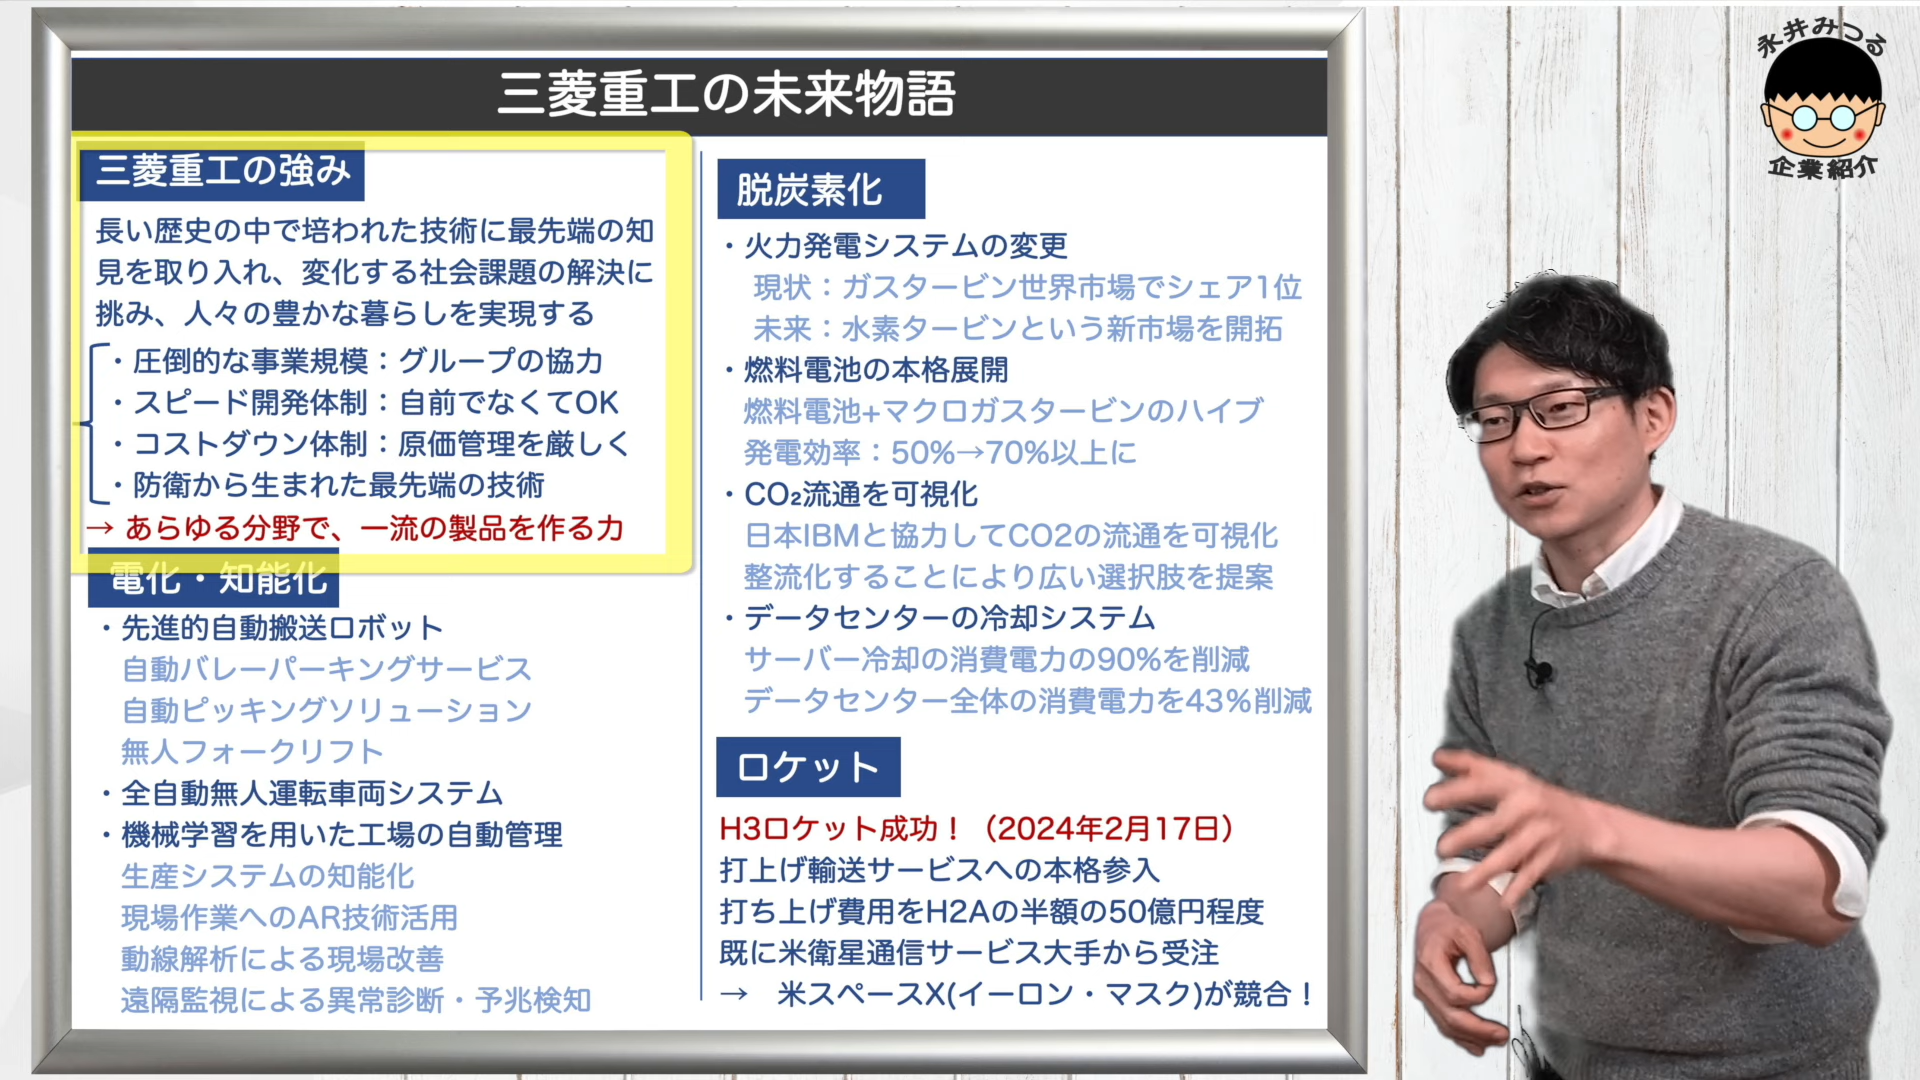 三菱重工の未来物語
三菱重工の強み
長い歴史の中で培われた技術に最先端の知
見を取り入れ、変化する社会課題の解決に
挑み、人々の豊かな暮らしを実現する
・圧倒的な事業規模：グループの協力
・スピード開発体制：自前でなくてOK
・コストダウン体制：原価管理を厳しく
・防衛から生まれた最先端の技術
→ あらゆる分野で、一流の製品を作る力
電化・知能化
・先進的自動搬送ロボット
自動バレーパーキングサービス
自動ピッキングソリューション
無人フォークリフト
・全自動無人運転車両システム
・機械学習を用いた工場の自動管理
生産システムの知能化
現場作業へのAR技術活用
動線解析による現場改善
遠隔監視による異常診断・予兆検知
脱炭素化
・火力発電システムの変更
現状：ガスタービン世界市場でシェア1位
未来：水素タービンという新市場を開拓
・燃料電池の本格展開
燃料電池+マクロガスタービンのハイブ
発電効率：50%→70%以上に
・CO₂流通を可視化
日本IBMと協力してCO2の流通を可視化
整流化することにより広い選択肢を提案
・データセンターの冷却システム
サーバー冷却の消費電力の90%を削減
データセンター全体の消費電力を43%削減
ロケット
H3ロケット成功！（2024年2月17日）
打上げ輸送サービスへの本格参入
打ち上げ費用をH2Aの半額の50億円程度
既に米衛星通信サービス大手から受注
→　米スペースX(イーロン・マスク)が競合！
永井みつる
企業紹介